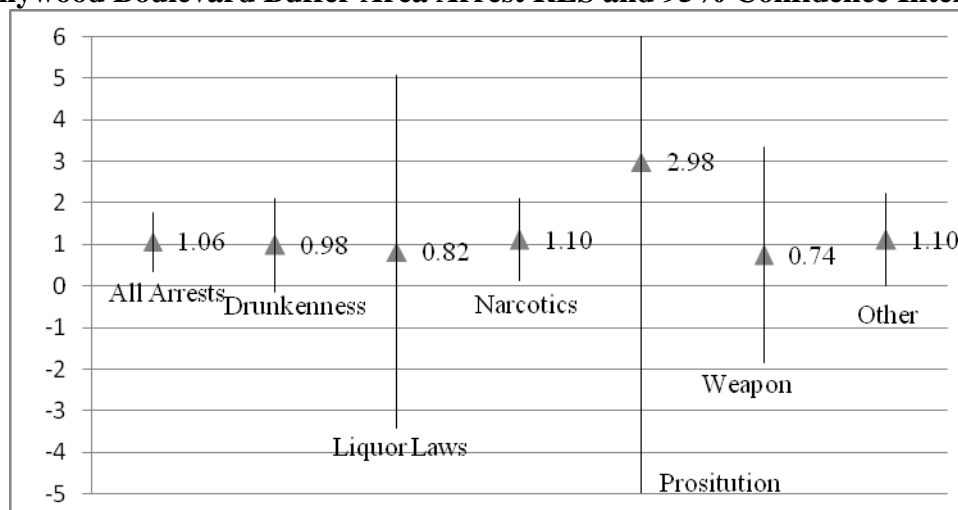 lywood Boulevard Buffer Area Arrest RES and 95% Confidence Inter
6
5
4
3
2
1
0
-1
-2
-3
-4
-5
1.06
0.98
0.82
1.10
2.98
0.74
1.10
All Arrests
Drunkenness
Liquor Laws
Narcotics
Prositution
Weapon
Other